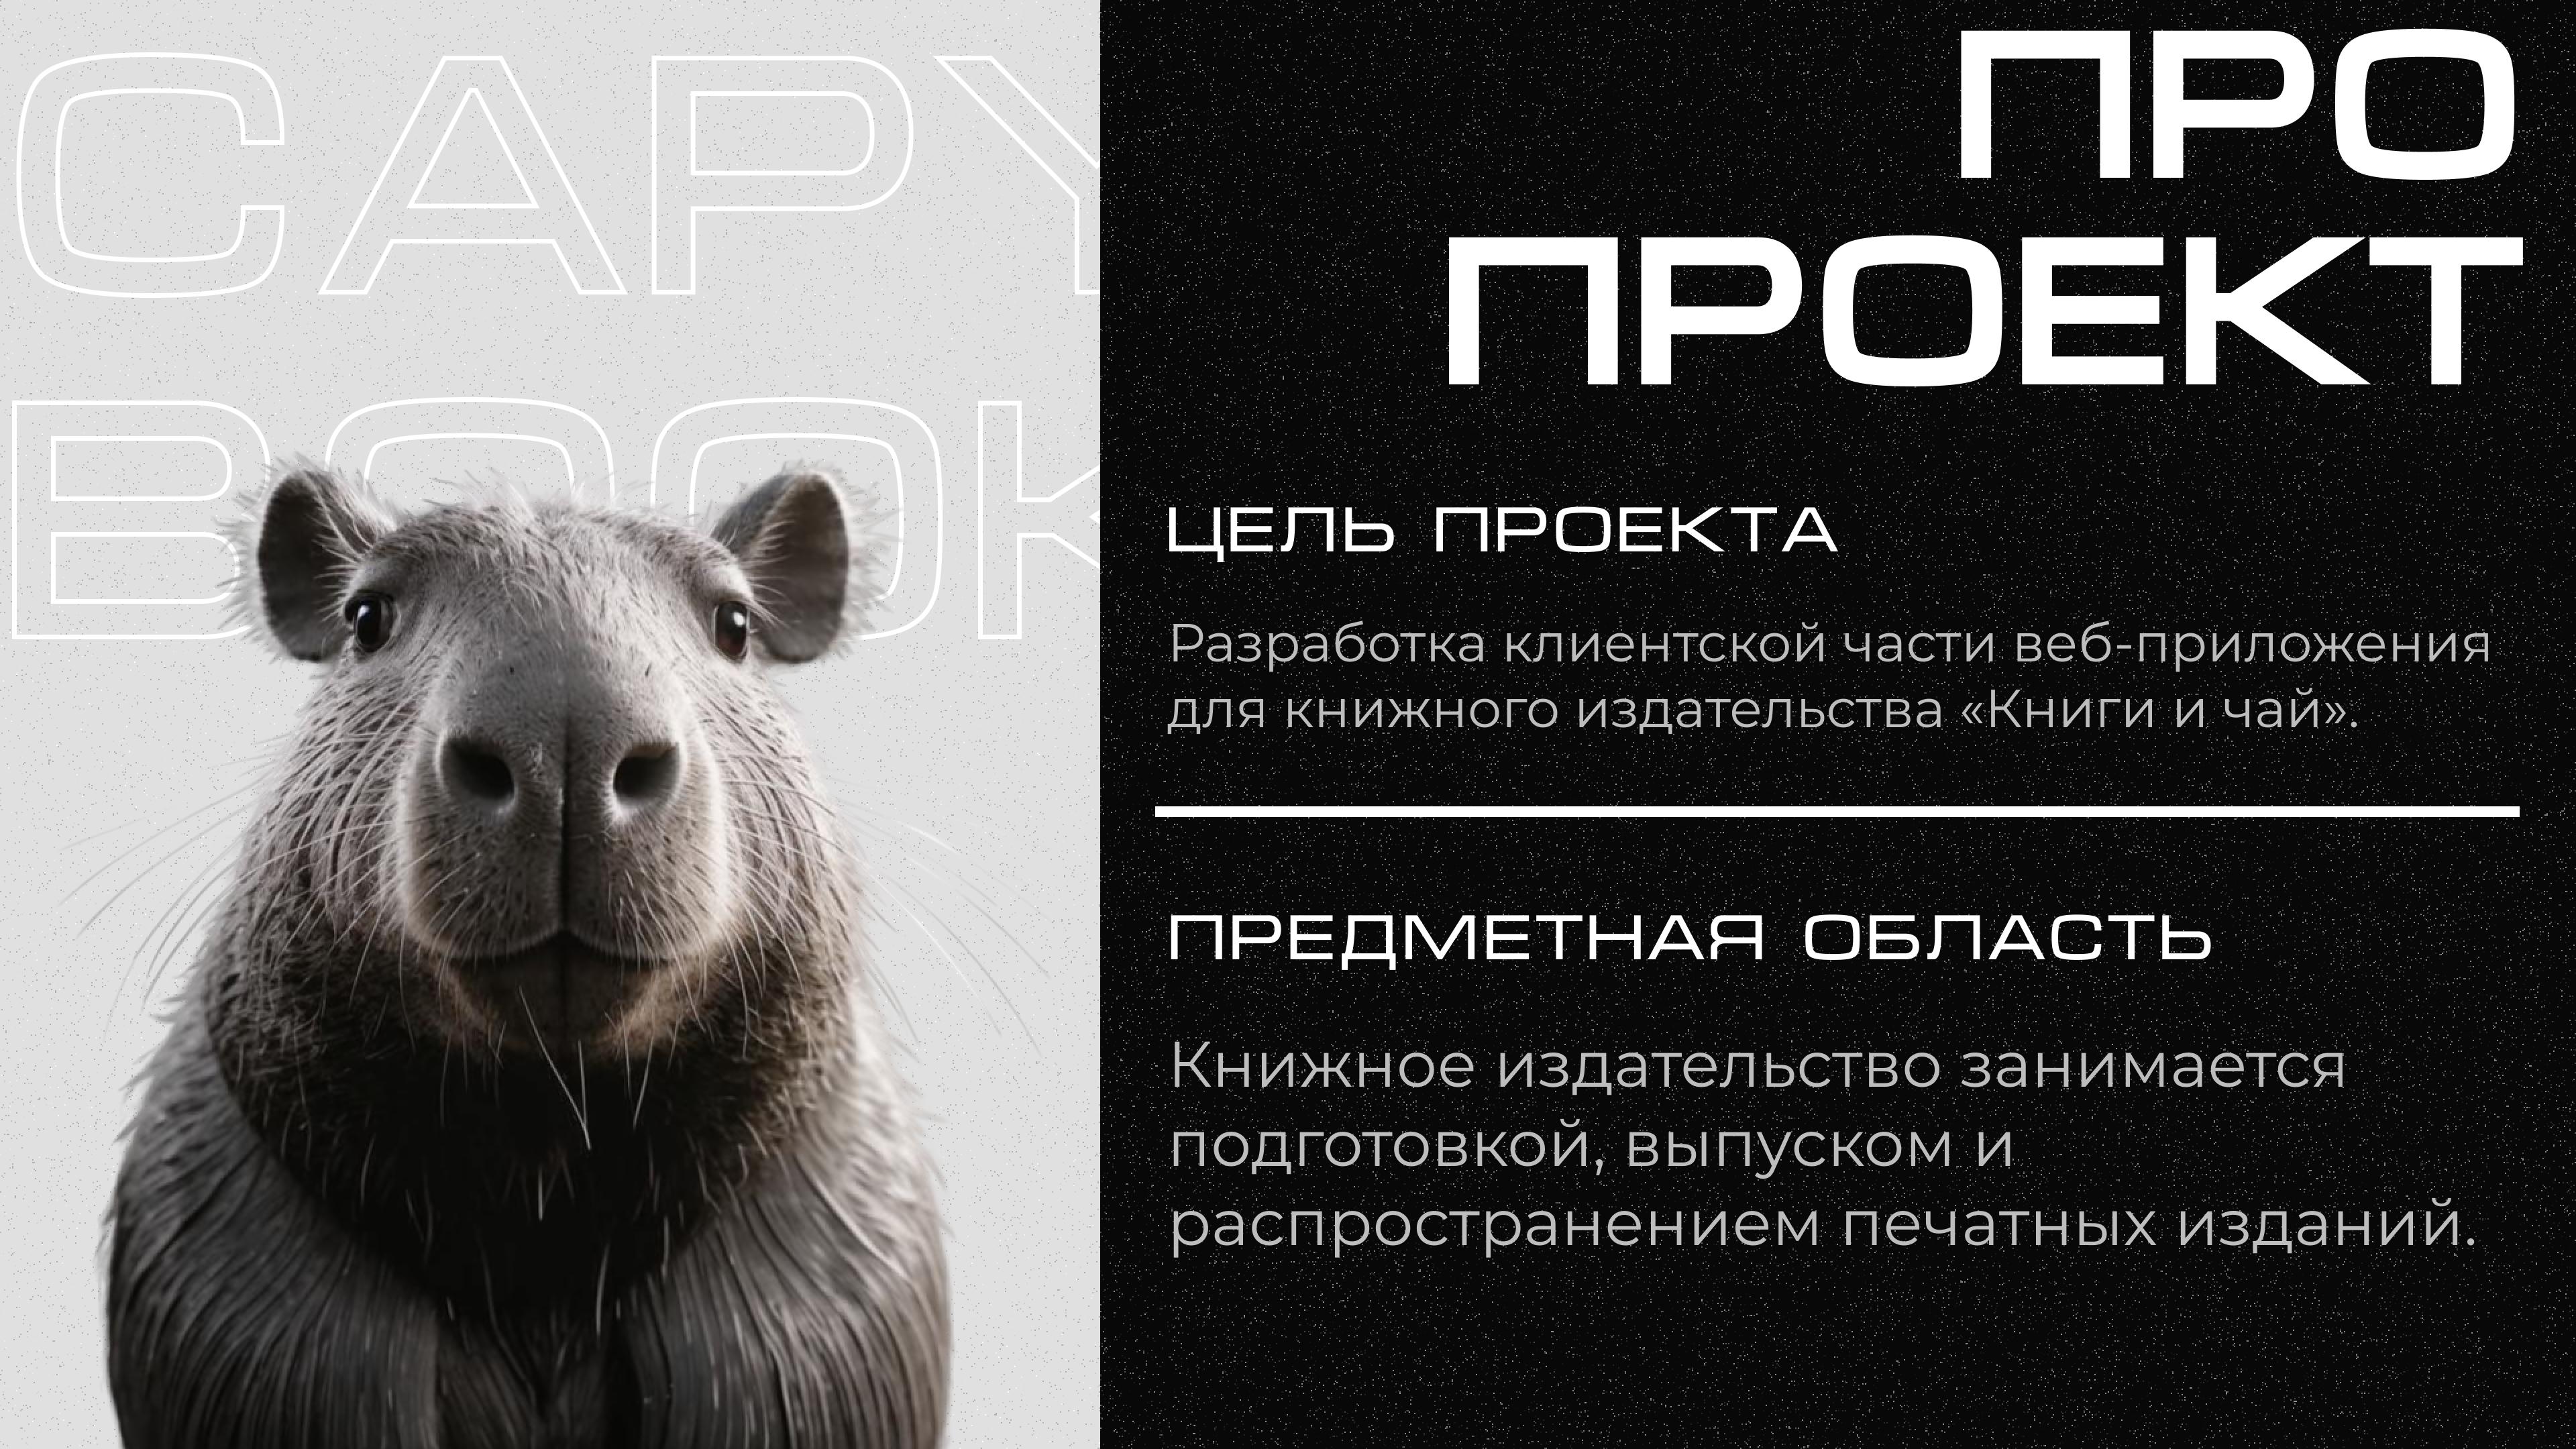 CAPY
BOOK
ПРО
ПРОЕКТ
ЦЕЛЬ ПРОЕКТА
Разработка клиентской части веб-приложения
для книжного издательства «Книги и чай».
ПРЕДМЕТНАЯ ОБЛАСТЬ
Книжное издательство занимается
подготовкой, выпуском и
распространением печатных изданий.